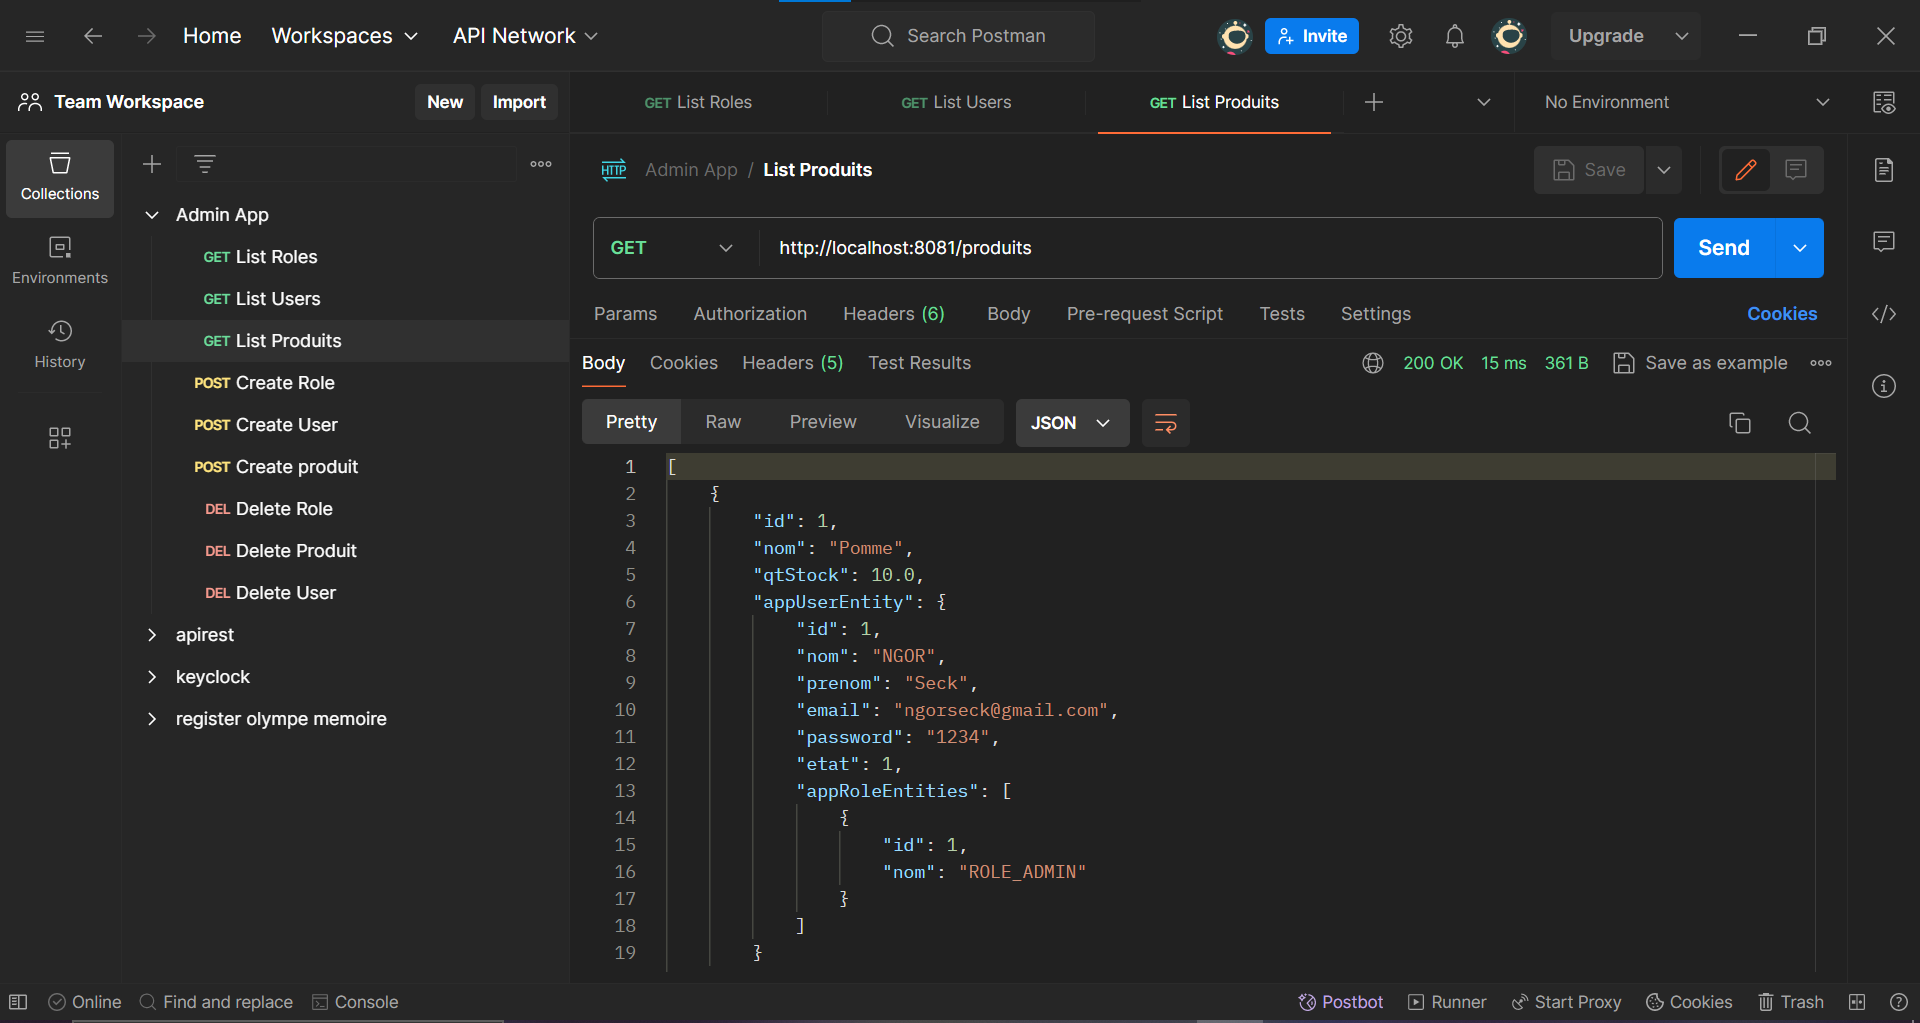 Home Workspaces API Network Search Postman Invite Upgrade
Team Workspace New Import
GET List Roles GET List Users GET List Produits No Environment
Collections
Environments
History
Admin App
GET List Roles
GET List Users
GET List Produits
POST Create Role
POST Create User
POST Create produit
DEL Delete Role
DEL Delete Produit
DEL Delete User
apirest
keyclock
register olympe memoire
HTTP Admin App / List Produits Save
GET http://localhost:8081/produits Send
Params Authorization Headers (6) Body Pre-request Script Tests Settings Cookies
Body Cookies Headers (5) Test Results 200 OK 15 ms 361 B Save as example
Pretty Raw Preview Visualize JSON
1 [
2 {
3 "id": 1,
4 "nom": "Pomme",
5 "qtStock": 10.0,
6 "appUserEntity": {
7 "id": 1,
8 "nom": "NGOR",
9 "prenom": "Seck",
10 "email": "ngorseck@gmail.com",
11 "password": "1234",
12 "etat": 1,
13 "appRoleEntities": [
14 {
15 "id": 1,
16 "nom": "ROLE_ADMIN"
17 }
18 ]
19 }
Online Find and replace Console Postbot Runner Start Proxy Cookies Trash